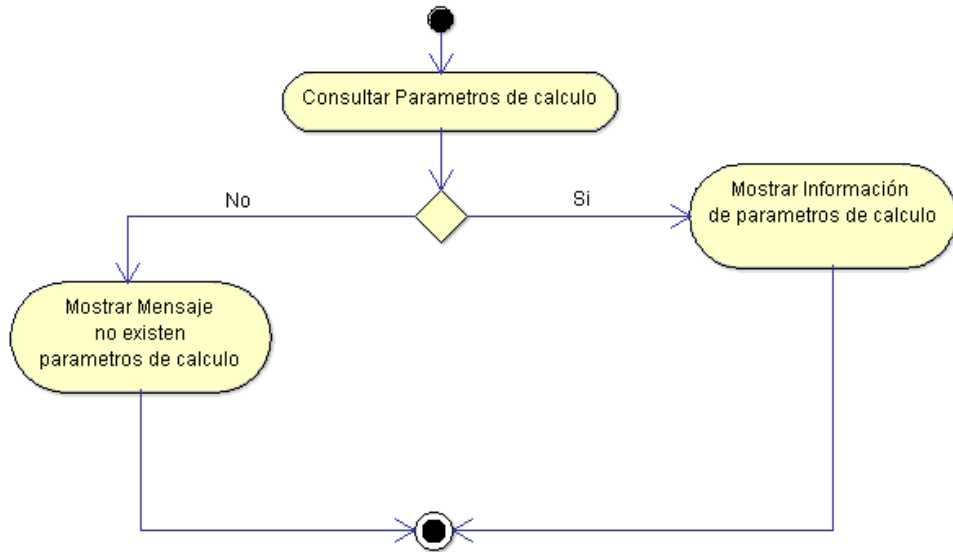 Consultar Parametros de calculo
No
Si
Mostrar Información
de parametros de calculo
Mostrar Mensaje
no existen
parametros de calculo